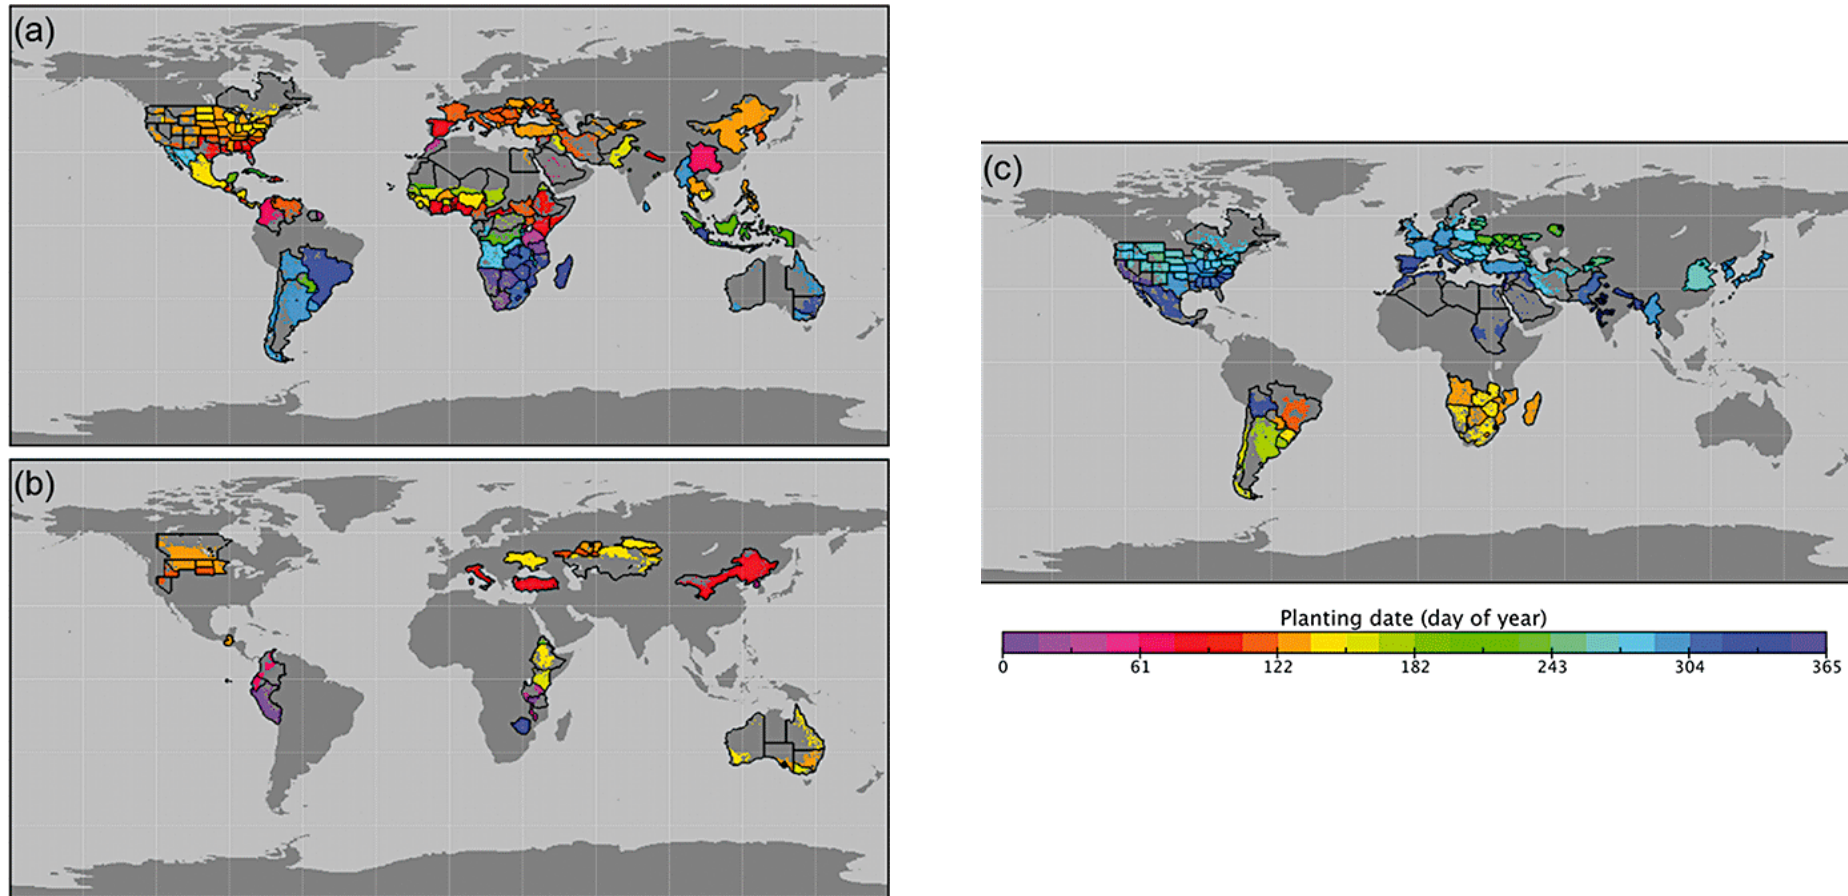 (a)
(b)
(c)
Planting date (day of year)
0 61 122 182 243 304 365